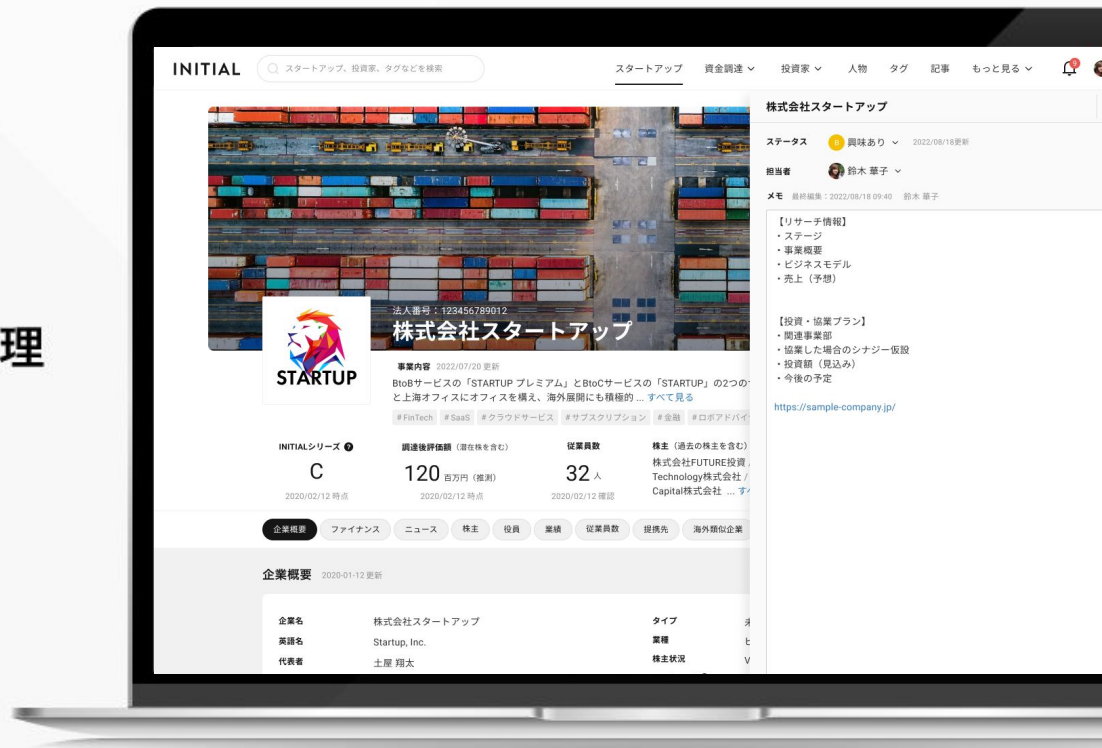 理
INITIAL
スタートアップ、投資家、タグなどを検索
スタートアップ 資金調達 投資家 人物 タグ 記事 もっと見る
9
法人番号：123456789012
株式会社スタートアップ
STARTUP
事業内容 2022/07/20 更新
BtoBサービスの「STARTUP プレミアム」とBtoCサービスの「STARTUP」の2つの
と上海オフィスにオフィスを構え、海外展開にも積極的 ... すべて見る
#FinTech #SaaS #クラウドサービス #サブスクリプション #金融 #ロボアドバイ
INITIALシリーズ ?
C
2020/02/12 時点
調達後評価額（潜在株を含む）
120 百万円（推測）
2020/02/12 時点
従業員数
32 人
2020/02/12 確認
株主（過去の株主を含む）
株式会社FUTURE投資
Technology株式会社 /
Capital株式会社 ... す
企業概要 ファイナンス ニュース 株主 役員 業績 従業員数 提携先 海外類似企業
企業概要 2020-01-12更新
企業名 株式会社スタートアップ
英語名 Startup, Inc.
代表者 土屋 翔太
タイプ
業種
株主状況
株式会社スタートアップ
ステータス B 興味あり 2022/08/18更新
担当者 鈴木 華子
メモ 最終編集：2022/08/18 09:40 鈴木 華子
【リサーチ情報】
・ステージ
・事業概要
・ビジネスモデル
・売上（予想）
【投資・協業プラン】
・関連事業部
・協業した場合のシナジー仮設
・投資額（見込み）
・今後の予定
https://sample-company.jp/